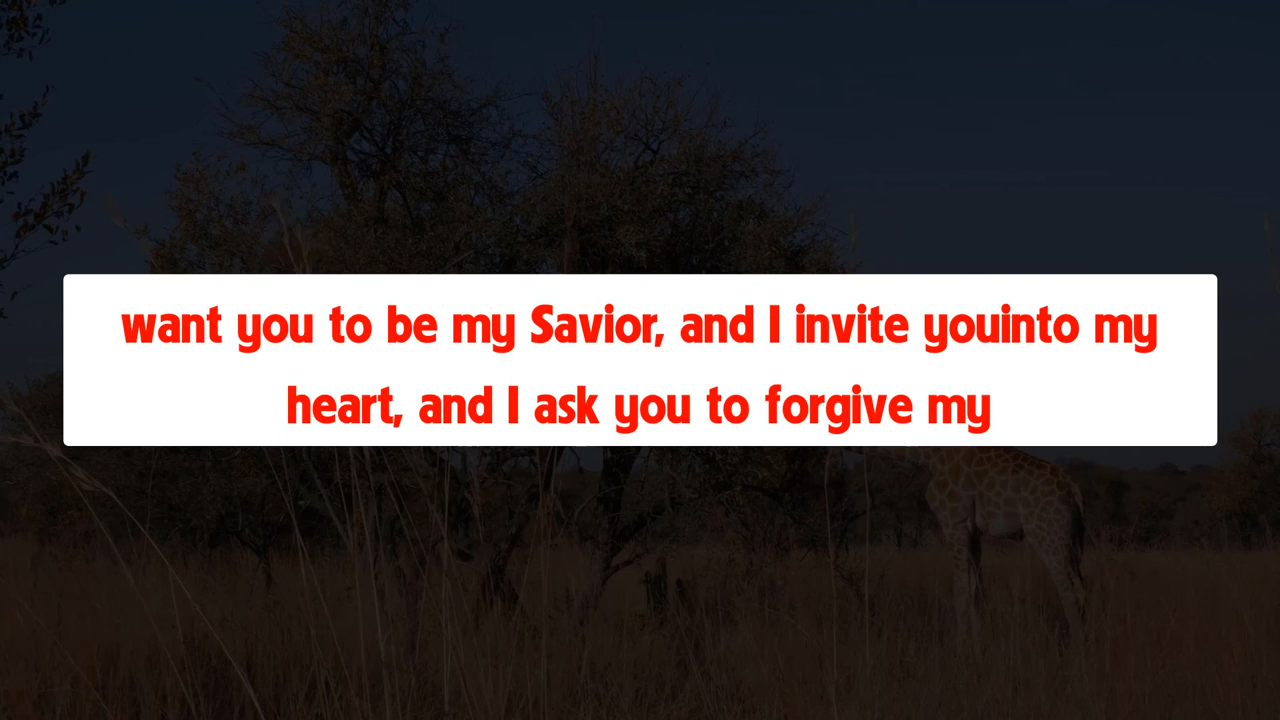 want you to be my Savior, and I invite youinto my
heart, and I ask you to forgive my